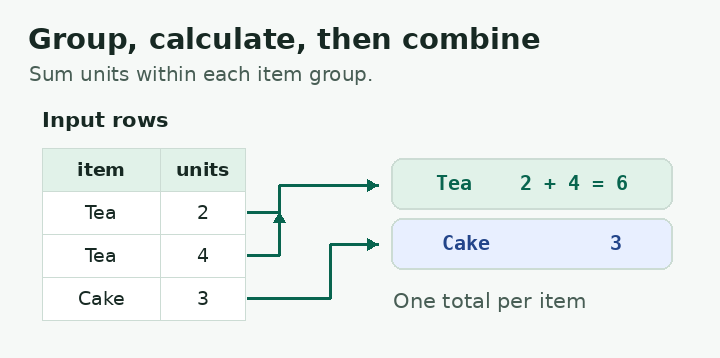 Group, calculate, then combine
Sum units within each item group.
Input rows
item units
Tea 2
Tea 4
Cake 3
Tea 2 + 4 = 6
Cake 3
One total per item